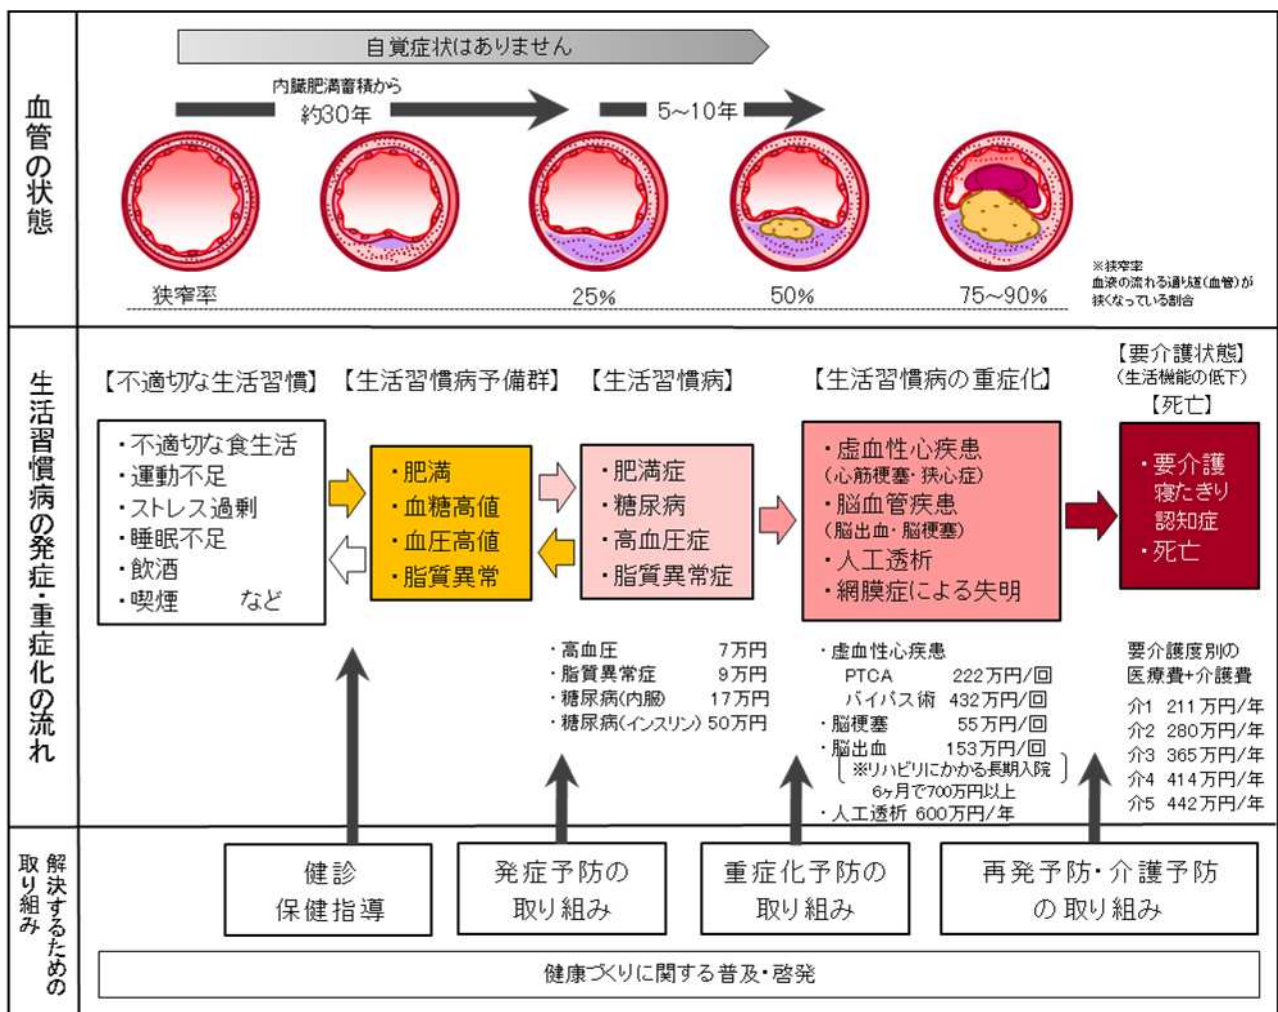 血管の状態
自覚症状はありません
内臓肥満蓄積から
約30年
5～10年
狭窄率
25%
50%
75～90%
※狭窄率
血液の流れる通り道(血管)が
狭くなっている割合
生活習慣病の発症・重症化の流れ
【不適切な生活習慣】
・不適切な食生活
・運動不足
・ストレス過剰
・睡眠不足
・飲酒
・喫煙 など
【生活習慣病予備群】
・肥満
・血糖高値
・血圧高値
・脂質異常
【生活習慣病】
・肥満症
・糖尿病
・高血圧症
・脂質異常症
・高血圧 7万円
・脂質異常症 9万円
・糖尿病(内服) 17万円
・糖尿病(インスリン) 50万円
【生活習慣病の重症化】
・虚血性心疾患
(心筋梗塞・狭心症)
・脳血管疾患
(脳出血・脳梗塞)
・人工透析
・網膜症による失明
・虚血性心疾患
PTCA 222万円/回
バイパス術 432万円/回
・脳梗塞 55万円/回
・脳出血 153万円/回
※リハビリにかかる長期入院
6ヶ月で700万円以上
・人工透析 600万円/年
【要介護状態】
(生活機能の低下)
【死亡】
・要介護
寝たきり
認知症
・死亡
要介護度別の
医療費+介護費
介1 211万円/年
介2 280万円/年
介3 365万円/年
介4 414万円/年
介5 442万円/年
解決するための
取り組み
健診
保健指導
発症予防の
取り組み
重症化予防の
取り組み
再発予防・介護予防
の取り組み
健康づくりに関する普及・啓発